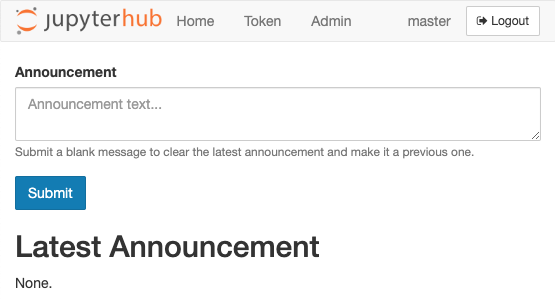 jupyterhub Home Token Admin master Logout
Announcement
Announcement text...
Submit a blank message to clear the latest announcement and make it a previous one.
Submit
Latest Announcement
None.